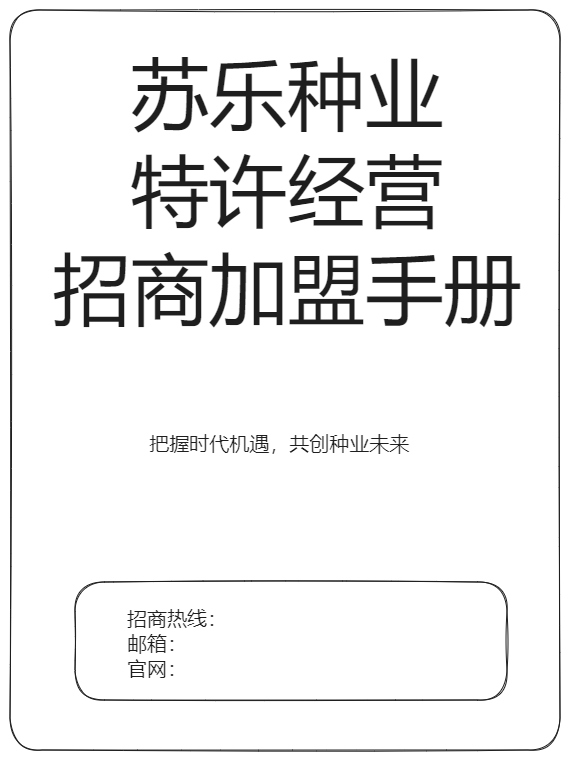 苏乐种业
特许经营
招商加盟手册
把握时代机遇，共创种业未来
招商热线：
邮箱：
官网：